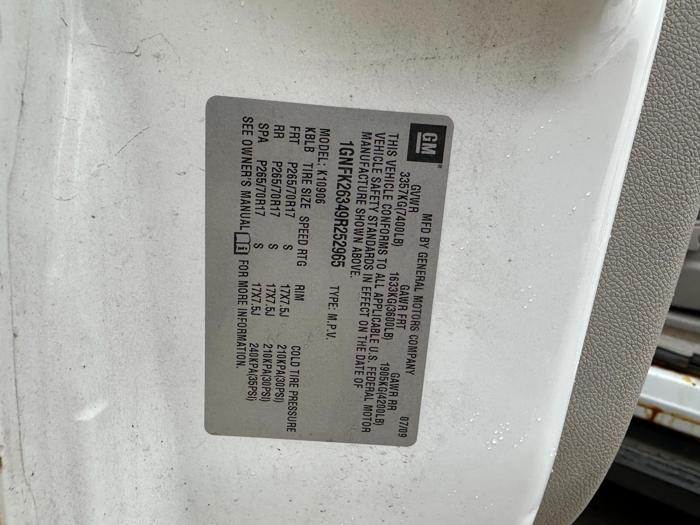 GM
MFD BY GENERAL MOTORS COMPANY
07/09
GVWR GAWR FRT GAWR RR
3357KG(7400LB) 1633KG(3600LB) 1905KG(4200LB)
THIS VEHICLE CONFORMS TO ALL APPLICABLE U.S. FEDERAL MOTOR
VEHICLE SAFETY STANDARDS IN EFFECT ON THE DATE OF
MANUFACTURE SHOWN ABOVE.
1GNFK26349R252965 TYPE: M.P.V.
MODEL: K10906
KBLB TIRE SIZE SPEED RTG RIM COLD TIRE PRESSURE
FRT P265/70R17 S 17X7.5J 210KPA(30PSI)
RR P265/70R17 S 17X7.5J 210KPA(30PSI)
SPA P265/70R17 S 17X7.5J 240KPA(35PSI)
SEE OWNER'S MANUAL i FOR MORE INFORMATION.